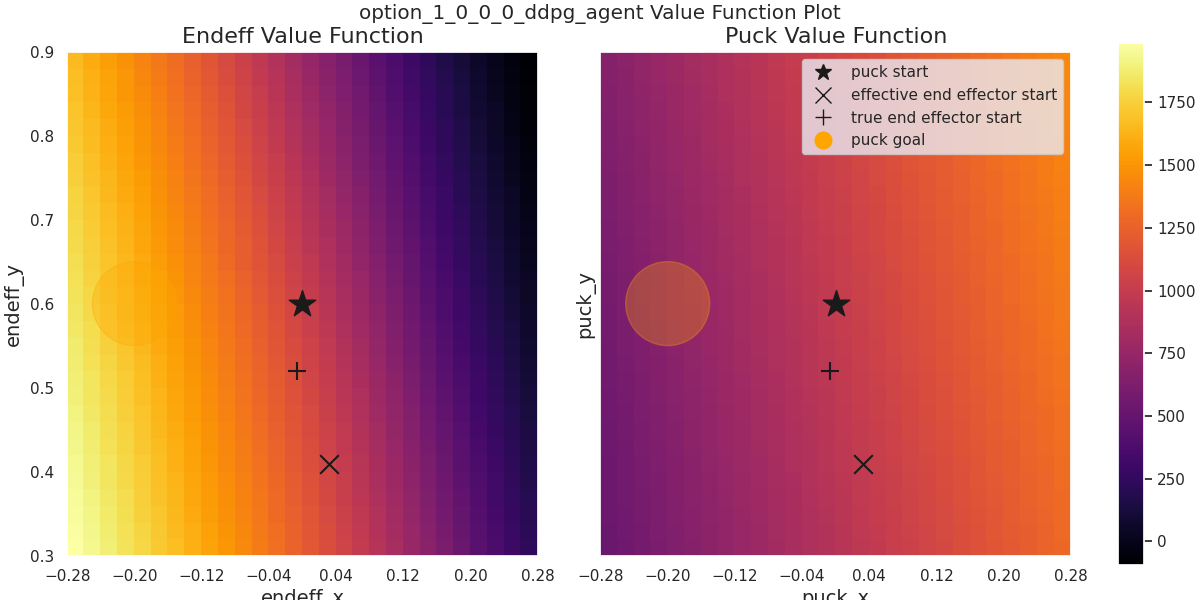 option_1_0_0_0_ddpg_agent Value Function Plot
Endeff Value Function
Puck Value Function
puck start
effective end effector start
true end effector start
puck goal
endeff_y
0.9
0.8
0.7
0.6
0.5
0.4
0.3
−0.28 −0.20 −0.12 −0.04 0.04 0.12 0.20 0.28
endeff_x
puck_y
−0.28 −0.20 −0.12 −0.04 0.04 0.12 0.20 0.28
puck_x
1750
1500
1250
1000
750
500
250
0